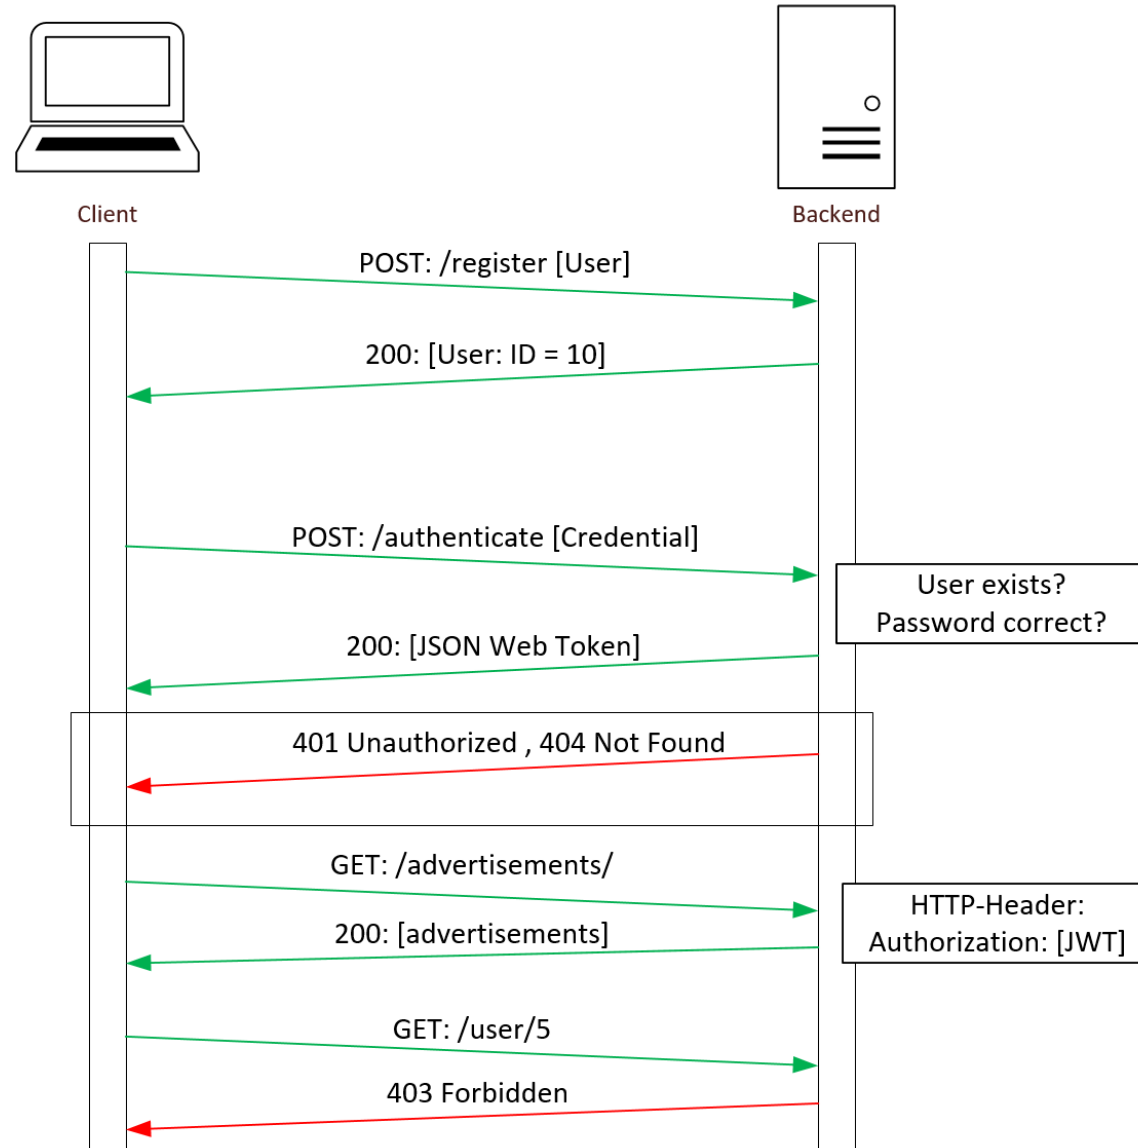 Client
Backend
POST: /register [User]
200: [User: ID = 10]
POST: /authenticate [Credential]
User exists?
Password correct?
200: [JSON Web Token]
401 Unauthorized , 404 Not Found
GET: /advertisements/
HTTP-Header:
Authorization: [JWT]
200: [advertisements]
GET: /user/5
403 Forbidden